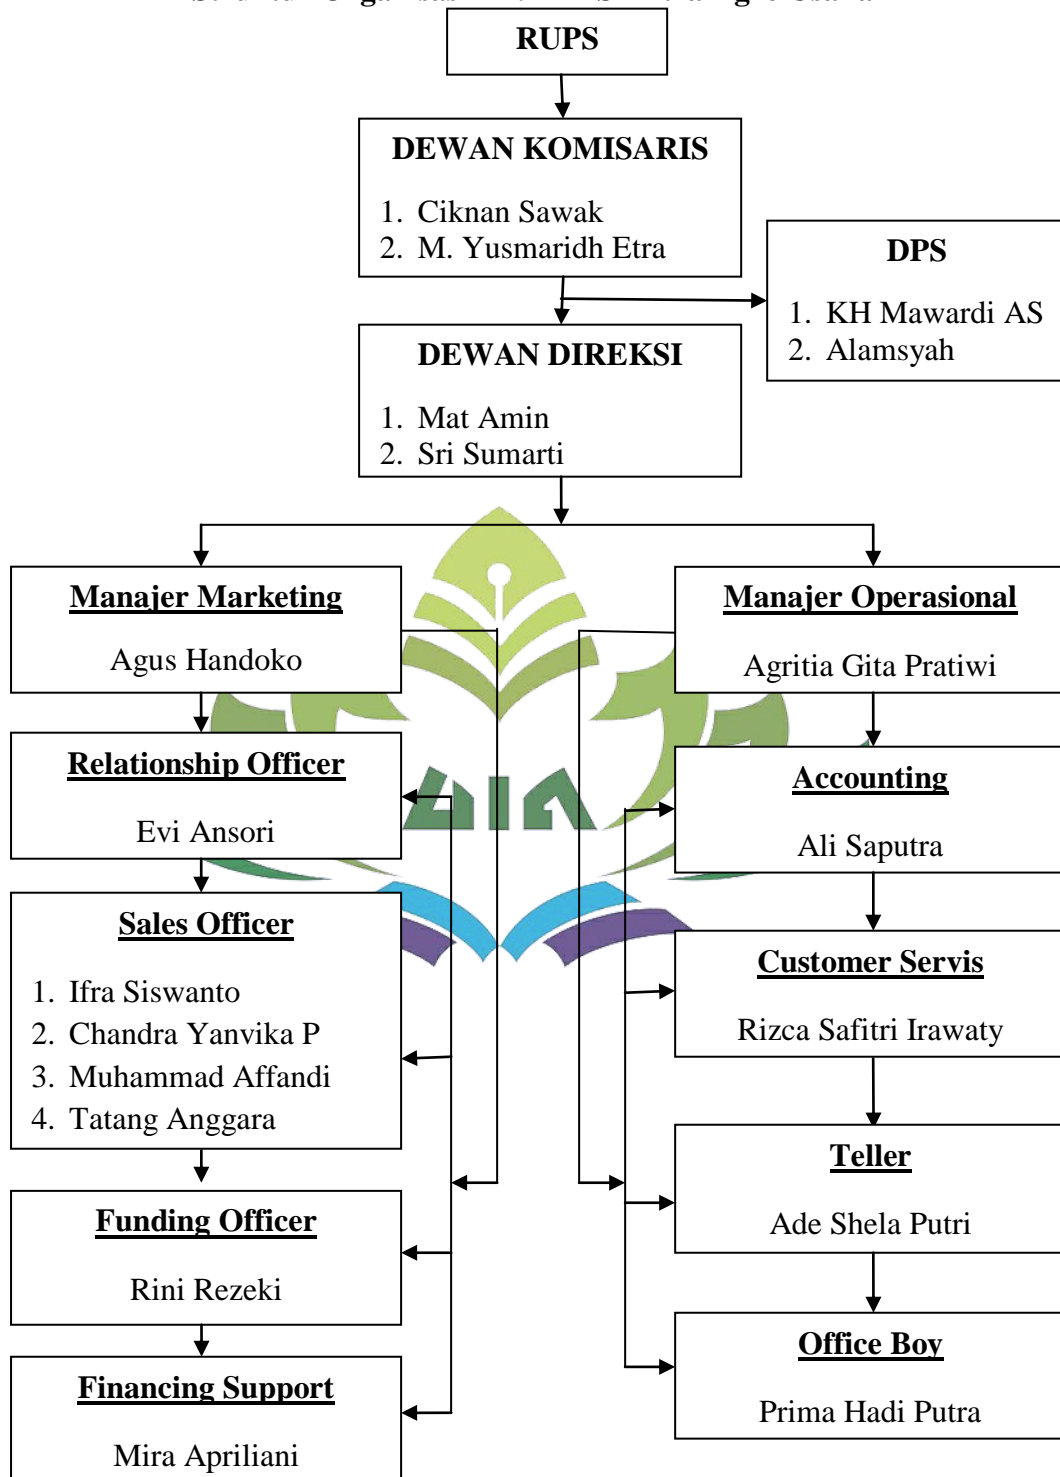 RUPS
DEWAN KOMISARIS
1. Ciknan Sawak
2. M. Yusmaridh Etra
DPS
1. KH Mawardi AS
2. Alamsyah
DEWAN DIREKSI
1. Mat Amin
2. Sri Sumarti
Manajer Marketing
Agus Handoko
Manajer Operasional
Agritia Gita Pratiwi
Relationship Officer
Evi Ansori
Accounting
Ali Saputra
Sales Officer
1. Ifra Siswanto
2. Chandra Yanvika P
3. Muhammad Affandi
4. Tatang Anggara
Customer Servis
Rizca Safitri Irawaty
Teller
Ade Shela Putri
Funding Officer
Rini Rezeki
Office Boy
Prima Hadi Putra
Financing Support
Mira Apriliani